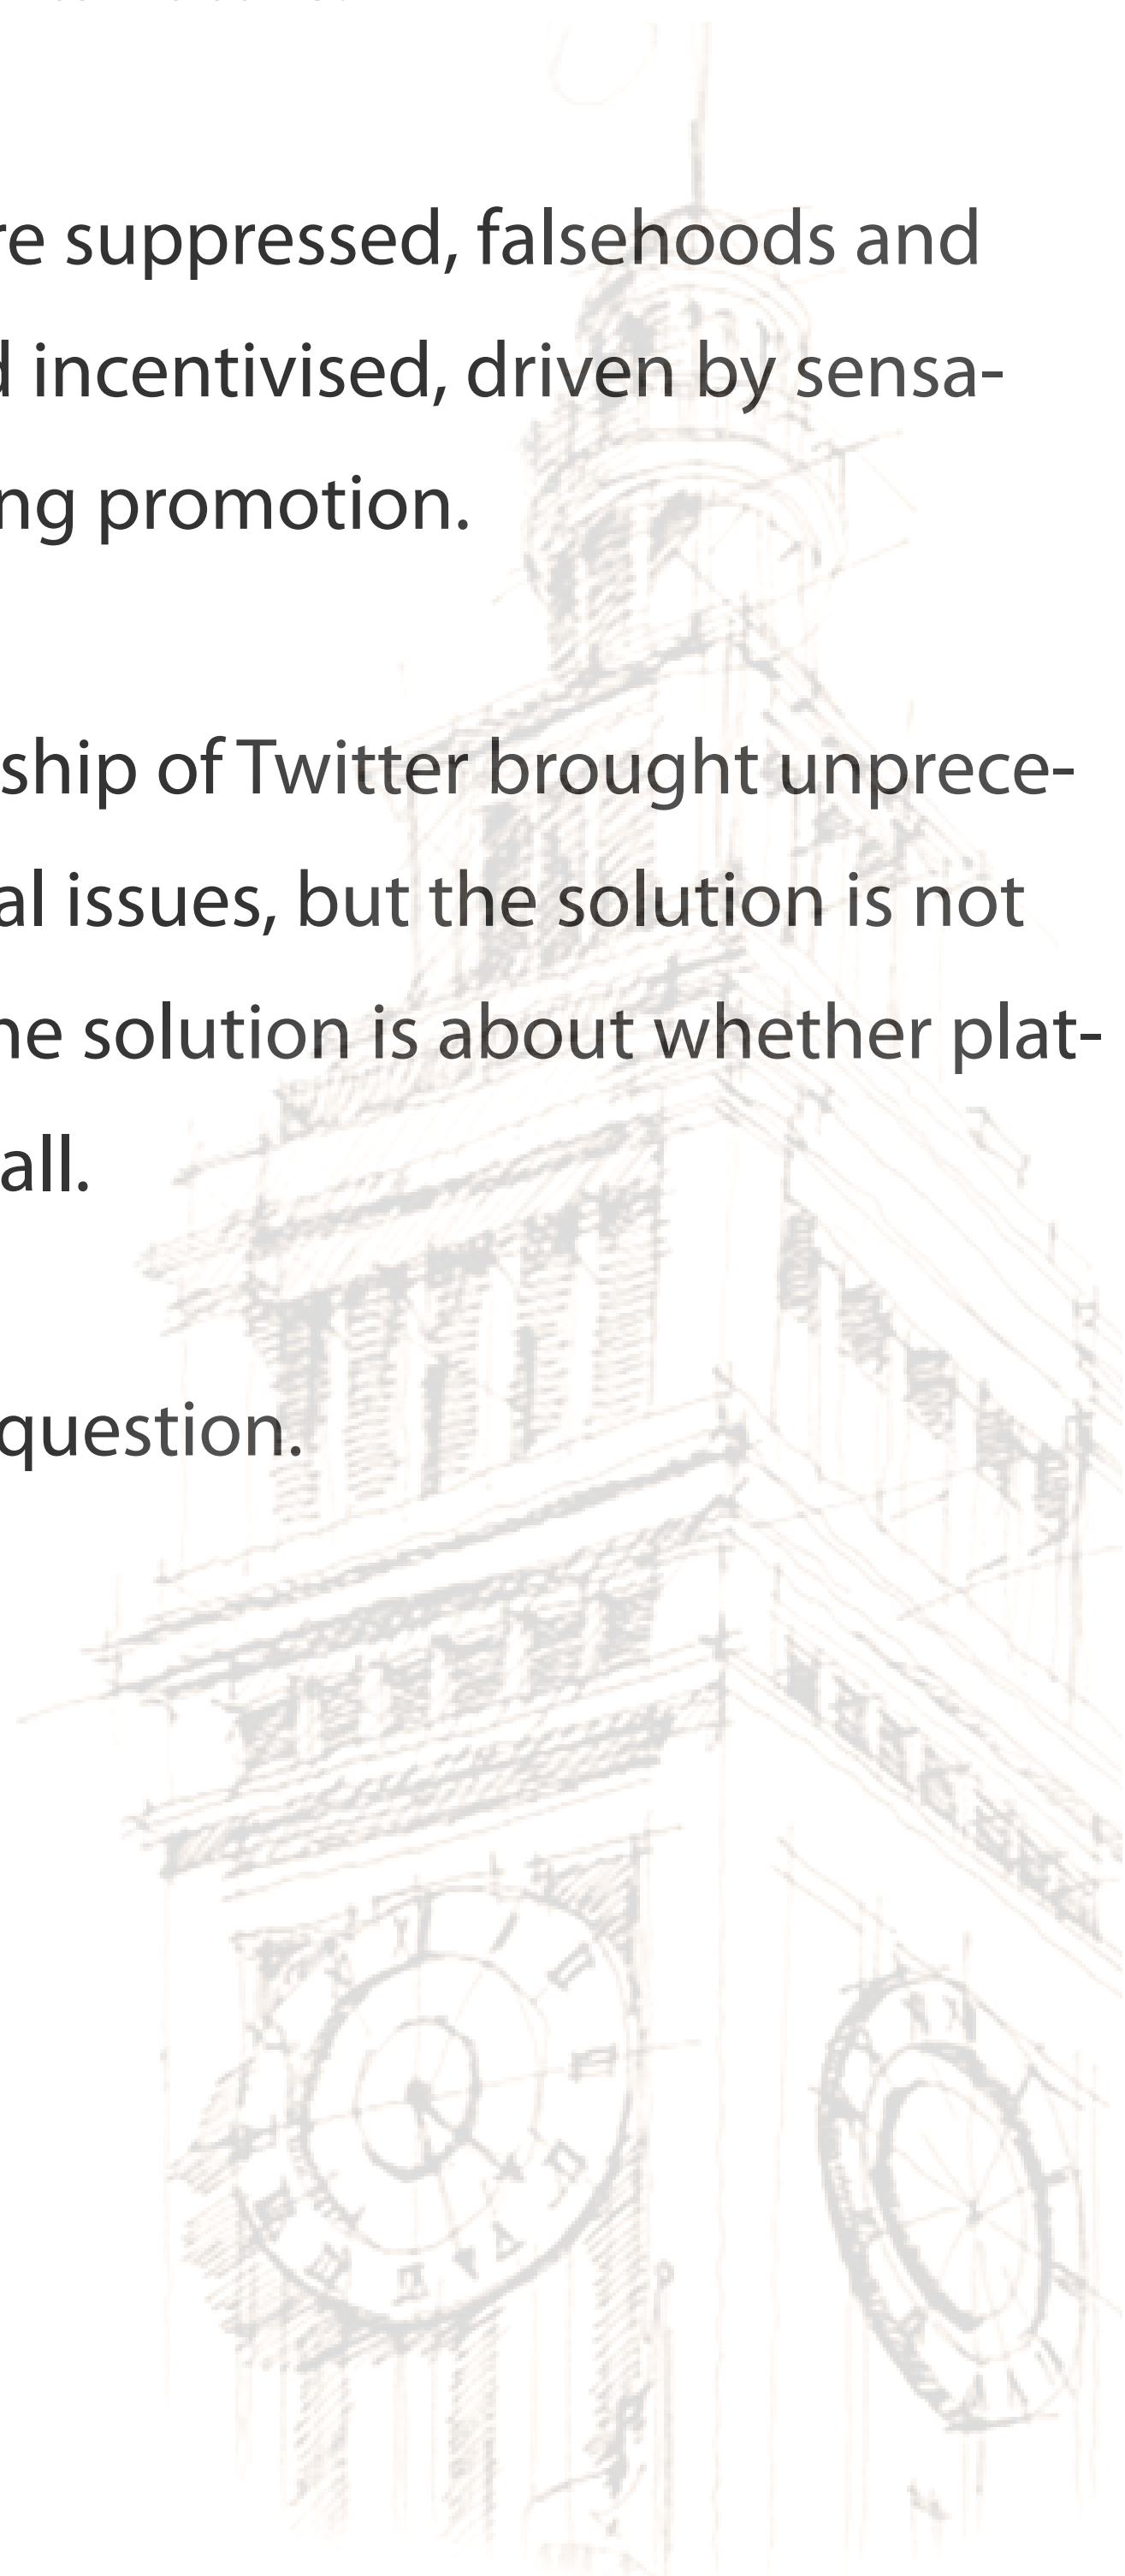 re suppressed, falsehoods and
incentivised, driven by sensa-
ng promotion.
ship of Twitter brought unprece-
al issues, but the solution is not
he solution is about whether plat-
all.
question.